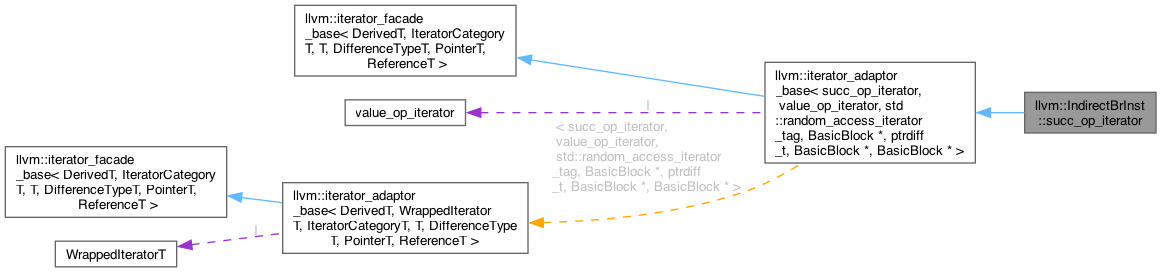 llvm::iterator_facade
_base< DerivedT, IteratorCategory
T, T, DifferenceTypeT, PointerT,
ReferenceT >
llvm::iterator_adaptor
_base< succ_op_iterator,
value_op_iterator, std
::random_access_iterator
_tag, BasicBlock *, ptrdiff
_t, BasicBlock *, BasicBlock * >
llvm::IndirectBrInst
::succ_op_iterator
I
value_op_iterator
< succ_op_iterator,
value_op_iterator,
std::random_access_iterator
_tag, BasicBlock *, ptrdiff
_t, BasicBlock *, BasicBlock * >
llvm::iterator_facade
_base< DerivedT, IteratorCategory
T, T, DifferenceTypeT, PointerT,
ReferenceT >
llvm::iterator_adaptor
_base< DerivedT, WrappedIterator
T, IteratorCategoryT, T, DifferenceType
T, PointerT, ReferenceT >
I
WrappedIteratorT